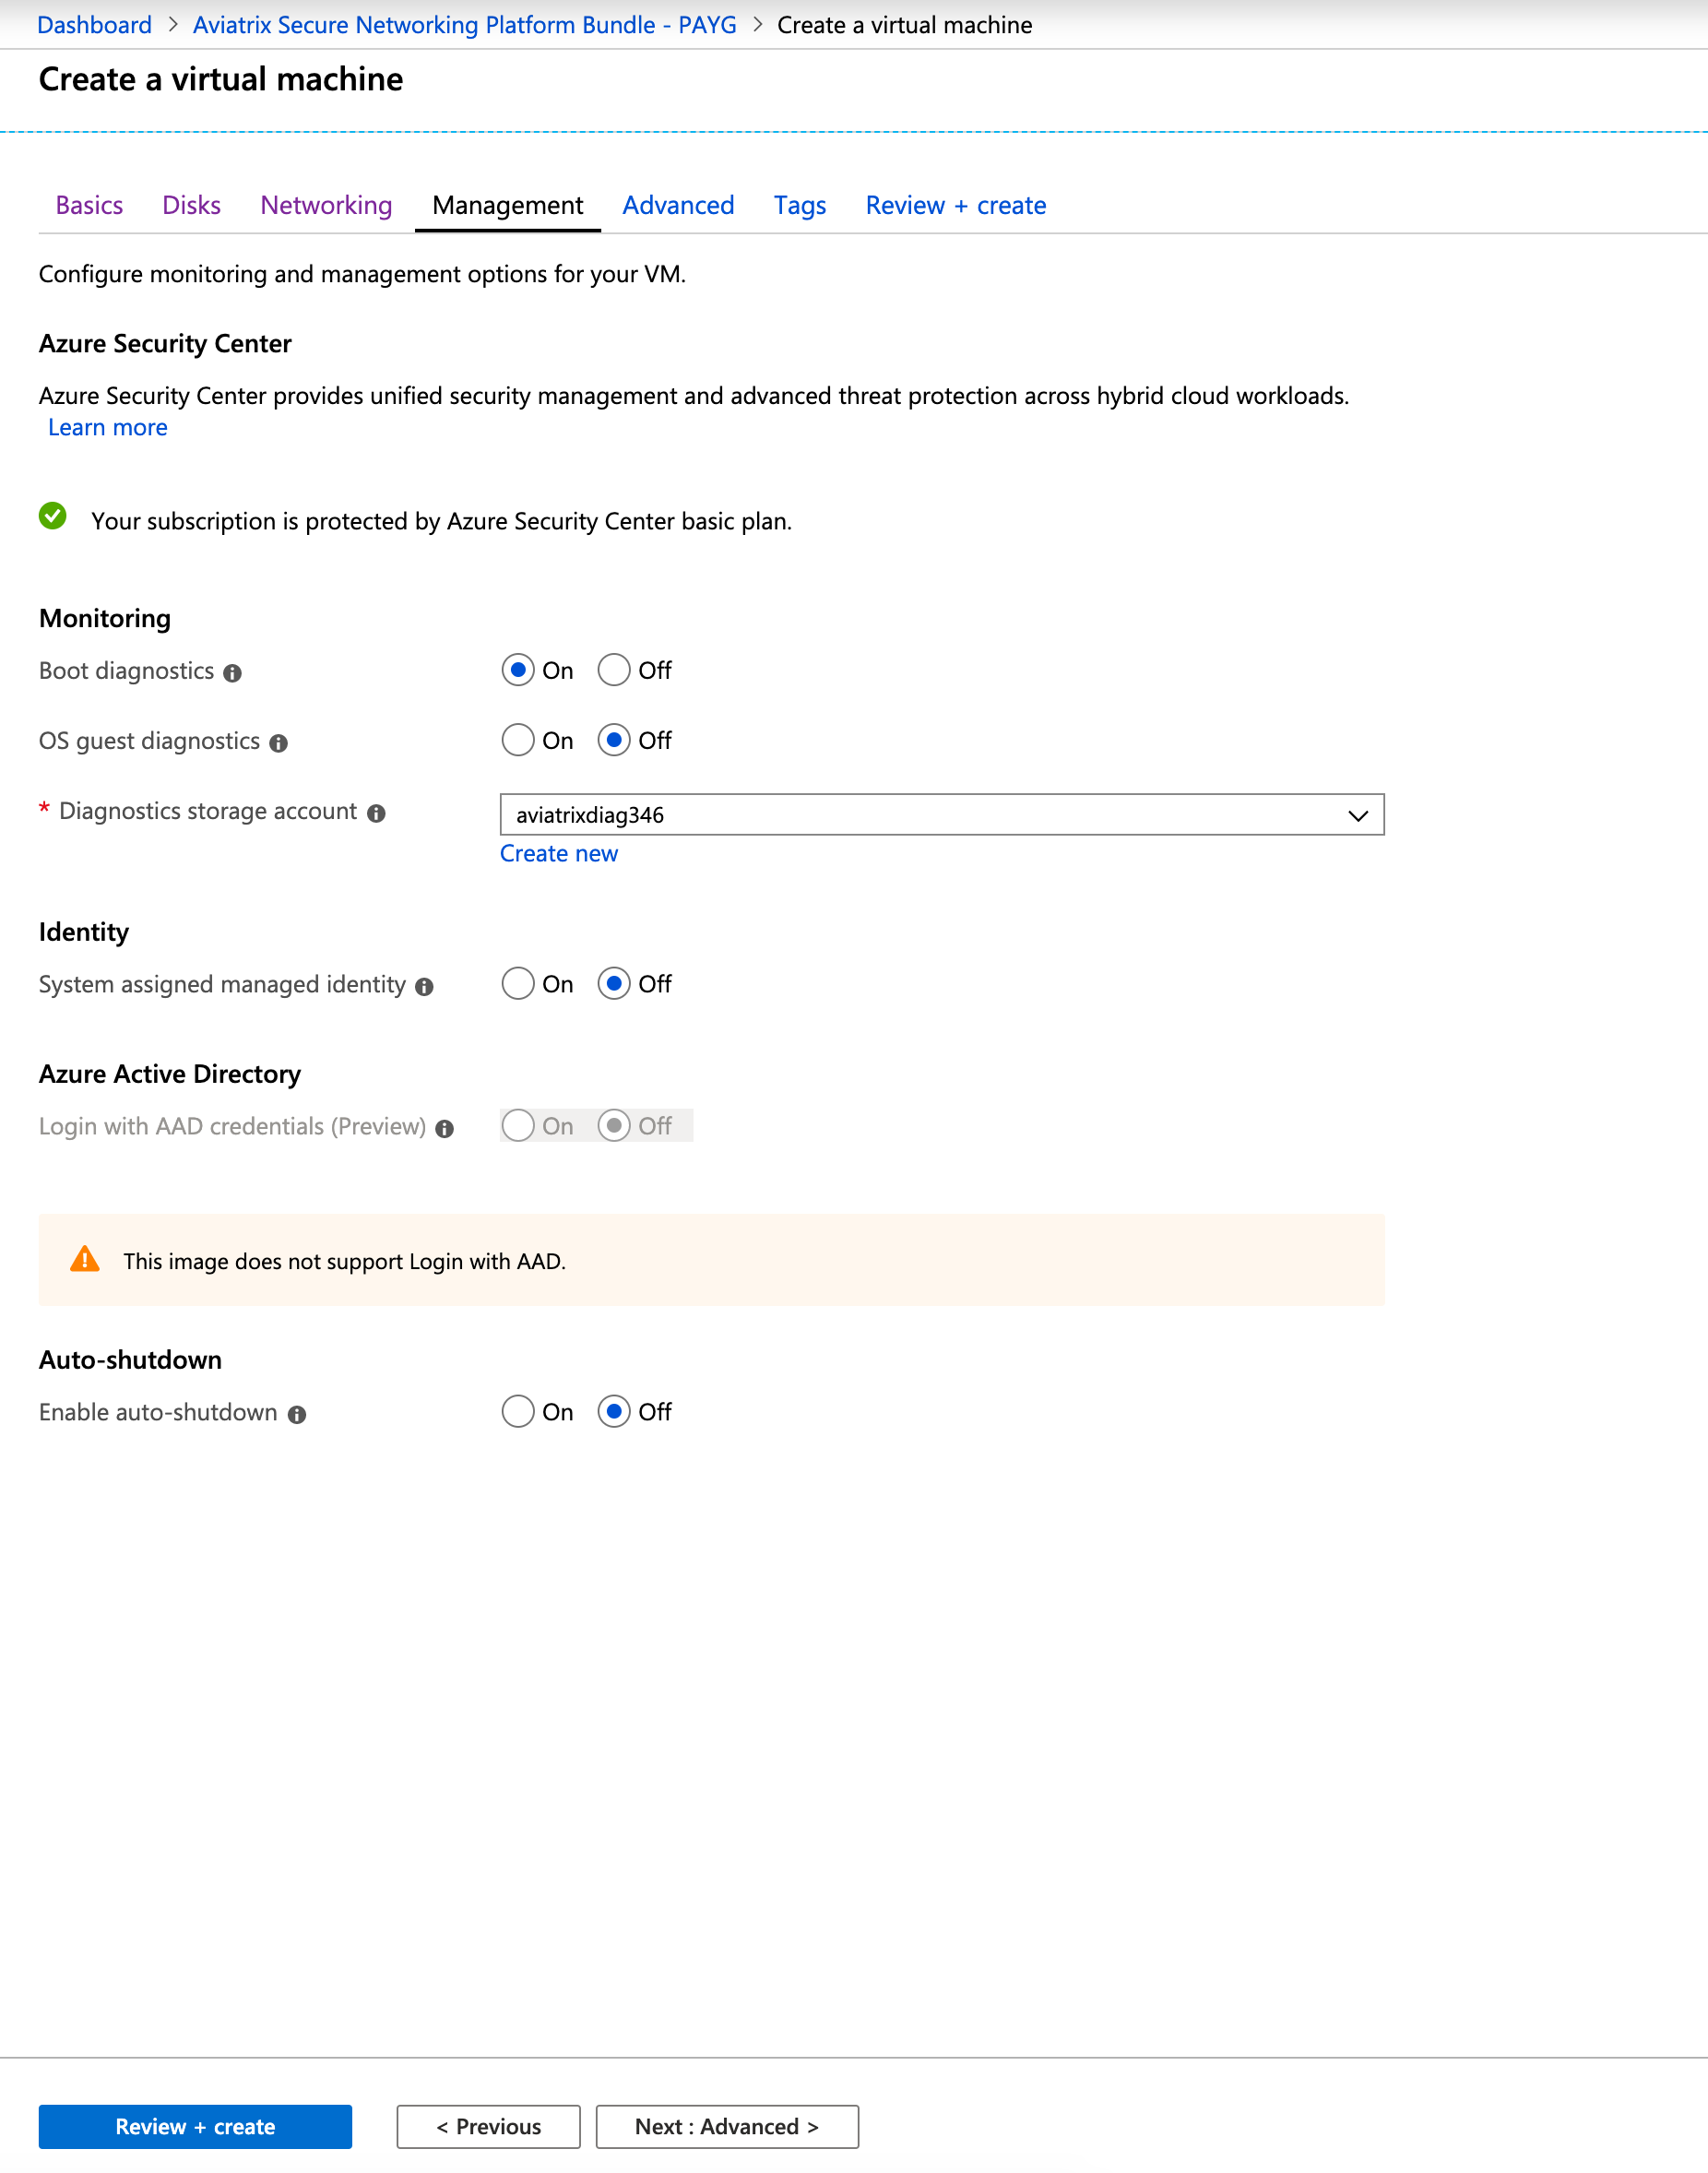 Dashboard > Aviatrix Secure Networking Platform Bundle - PAYG > Create a virtual machine
Create a virtual machine
Basics Disks Networking Management Advanced Tags Review + create
Configure monitoring and management options for your VM.
Azure Security Center
Azure Security Center provides unified security management and advanced threat protection across hybrid cloud workloads.
Learn more
Your subscription is protected by Azure Security Center basic plan.
Monitoring
Boot diagnostics On Off
OS guest diagnostics On Off
* Diagnostics storage account aviatrixdiag346
Create new
Identity
System assigned managed identity On Off
Azure Active Directory
Login with AAD credentials (Preview) On Off
This image does not support Login with AAD.
Auto-shutdown
Enable auto-shutdown On Off
Review + create < Previous Next : Advanced >